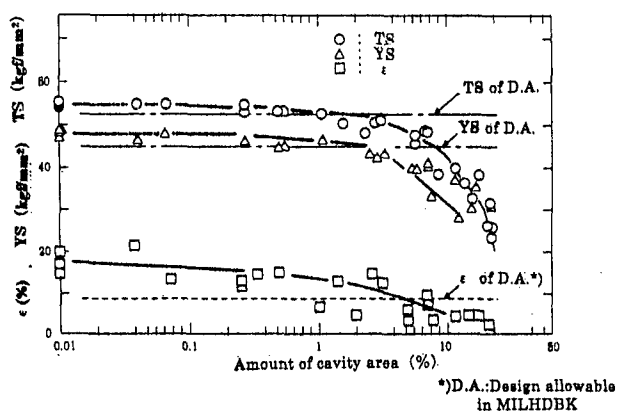 TS
YS
ε
TS of D.A.
YS of D.A.
ε of D.A.*)
ε (%) YS (kgf/mm²) TS (kgf/mm²)
60
40
20
10
0
0.01
0.1
1
10
50
Amount of cavity area (%)
*)D.A.:Design allowable
in MILHDBK